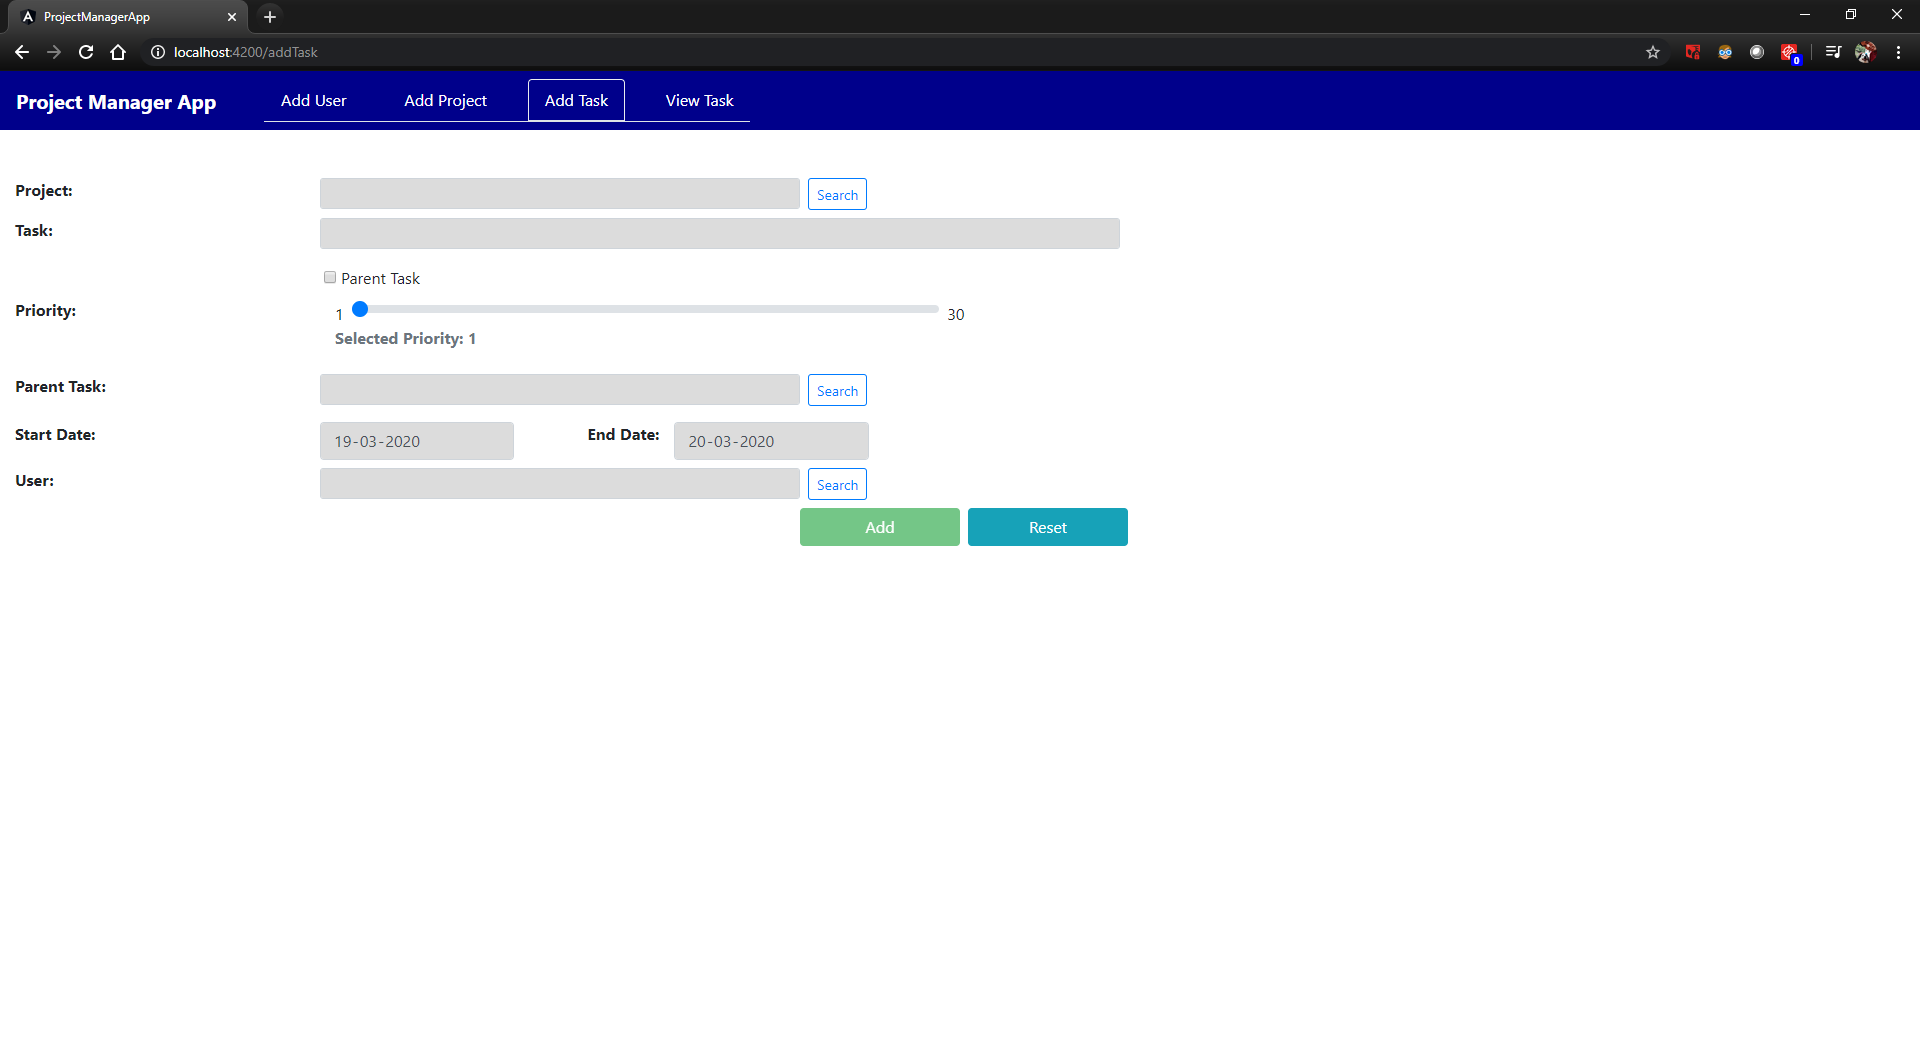 ProjectManagerApp
localhost:4200/addTask
0
Project Manager App Add User Add Project Add Task View Task
Project: Search
Task:
Parent Task
Priority: 1 30
Selected Priority: 1
Parent Task: Search
Start Date: 19-03-2020 End Date: 20-03-2020
User: Search
Add Reset